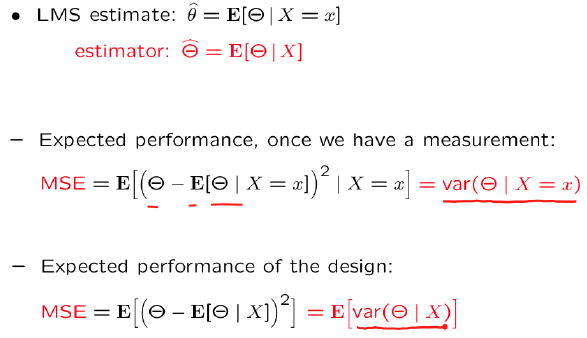 • LMS estimate: θ̂ = E[Θ | X = x]
estimator: Θ̂ = E[Θ | X]
– Expected performance, once we have a measurement:
MSE = E[(Θ – E[Θ | X = x])² | X = x] = var(Θ | X = x)
– Expected performance of the design:
MSE = E[(Θ – E[Θ | X])²] = E[var(Θ | X)]